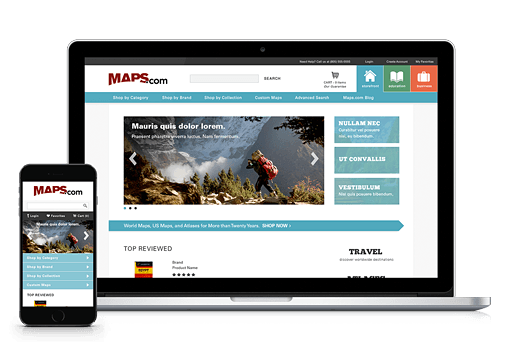 Need Help? Call us at (800) 000-0000 Login Create Account My Favorites
MAPS.com
SEARCH
CART : 0 items
Our Guarantee
storefront
education
business
Shop by Category Shop by Brand Shop by Collection Custom Maps Advanced Search Maps.com Blog
Mauris quis dolor lorem.
Praesent pharetra viverra luctus. Nam fermentum.
NULLAM NEC
Curabitur vel posuere
nisi, eu bibendum.
UT CONVALLIS
VESTIBULUM
Nisl quis posuere bibendum.
World Maps, US Maps, and Atlases for More than Twenty Years. SHOP NOW >
TOP REVIEWED
EGYPT
Brand
Product Name
TRAVEL
discover worldwide destinations
ATLASES
MAPS.com
Login Favorites Cart (0)
Mauris quis dolor lorem.
Shop by Category
Shop by Brand
Shop by Collection
Custom Maps
TOP REVIEWED